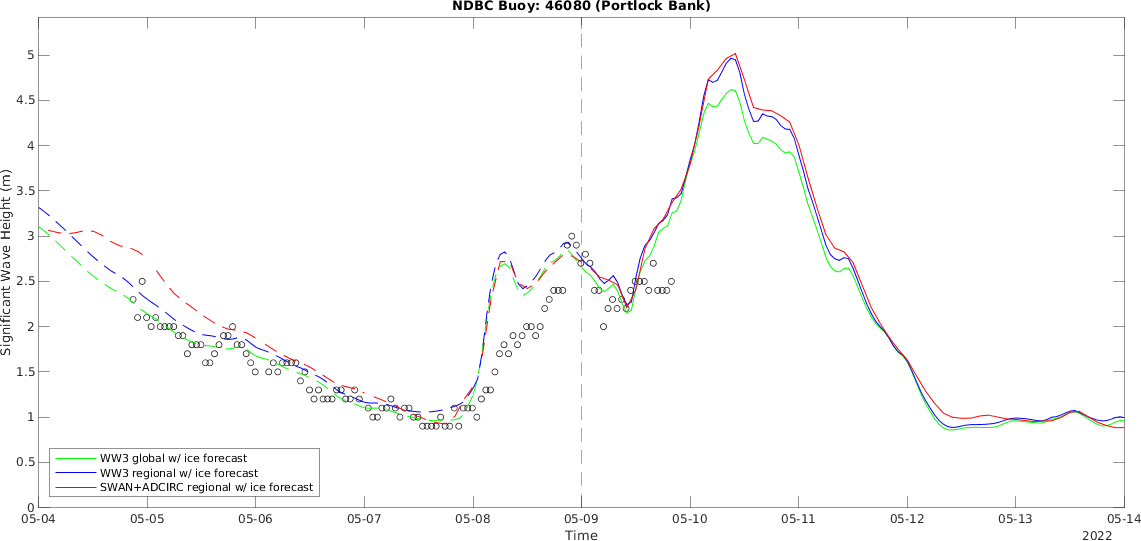 NDBC Buoy: 46080 (Portlock Bank)
5
4.5
4
3.5
3
2.5
2
1.5
1
0.5
0
Significant Wave Height (m)
WW3 global w/ ice forecast
WW3 regional w/ ice forecast
SWAN+ADCIRC regional w/ ice forecast
05-04 05-05 05-06 05-07 05-08 05-09 05-10 05-11 05-12 05-13 05-14
Time
2022